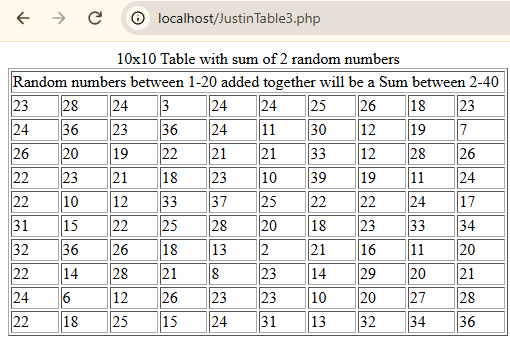 localhost/JustinTable3.php
10x10 Table with sum of 2 random numbers
Random numbers between 1-20 added together will be a Sum between 2-40
23 28 24 3 24 24 25 26 18 23
24 36 23 36 24 11 30 12 19 7
26 20 19 22 21 21 33 12 28 26
22 23 21 18 23 10 39 19 11 24
22 10 12 33 37 25 22 22 24 17
31 15 22 25 28 20 18 23 33 34
32 36 26 18 13 2 21 16 11 20
22 14 28 21 8 23 14 29 20 21
24 6 12 26 23 23 10 20 27 28
22 18 25 15 24 31 13 32 34 36